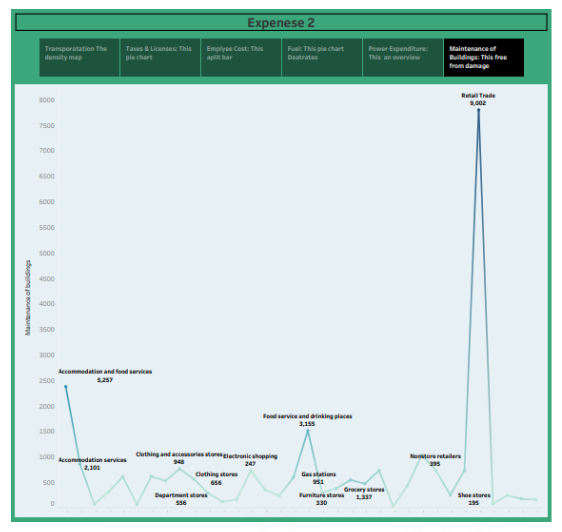 Expenese 2
Transporatation The
density map
Taxes & Licanses: This
pie chart
Emplyee Cost: This
aplit bar
Fuel: This pie chart
Deatrates
Power Expenditure:
This an overview
Maintenance of
Buildings: This free
from damage
Maintenance of buildings
8000
7500
7000
6500
6000
5500
5000
4500
4000
3500
3000
2500
2000
1500
1000
500
0
Retail Trade
9,002
Accommodation and food services
5,257
Food service and drinking places
3,155
Accommodation services
2,101
Clothing and accessories stores
948
Electronic shopping
247
Nonstore retailers
395
Clothing stores
656
Gas stations
951
Department stores
556
Furniture stores
330
Grocery stores
1,337
Shoe stores
195